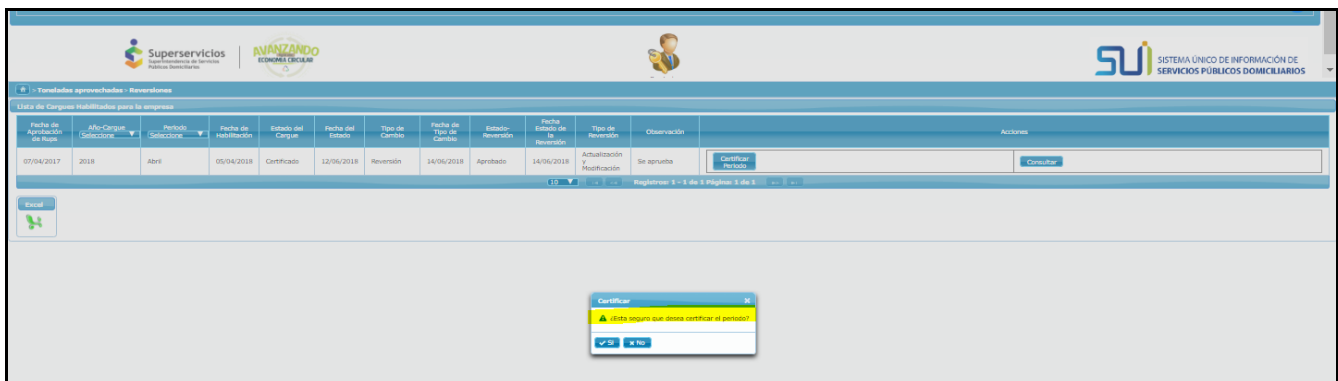 Superservicios
Superintendencia de Servicios
Públicos Domiciliarios
AVANZANDO
ECONOMÍA CIRCULAR
SUI
SISTEMA ÚNICO DE INFORMACIÓN DE
SERVICIOS PÚBLICOS DOMICILIARIOS
» Toneladas aprovechadas » Reversiones
Lista de Cargues Habilitados para la empresa
Fecha de Aprobación de Rups
Año-Cargue
Seleccione
Periodo
Seleccione
Fecha de Habilitación
Estado del Cargue
Fecha del Estado
Tipo de Cambio
Fecha de Tipo de Cambio
Estado-Reversión
Fecha Estado de la Reversión
Tipo de Reversión
Observación
Acciones
07/04/2017
2018
Abril
05/04/2018
Certificado
12/06/2018
Reversión
14/06/2018
Aprobado
14/06/2018
Actualización y Modificación
Se aprueba
Certificar Periodo
Consultar
10
Registros: 1 - 1 de 1 Página: 1 de 1
Excel
Certificar
¿Esta seguro que desea certificar el periodo?
Si
No